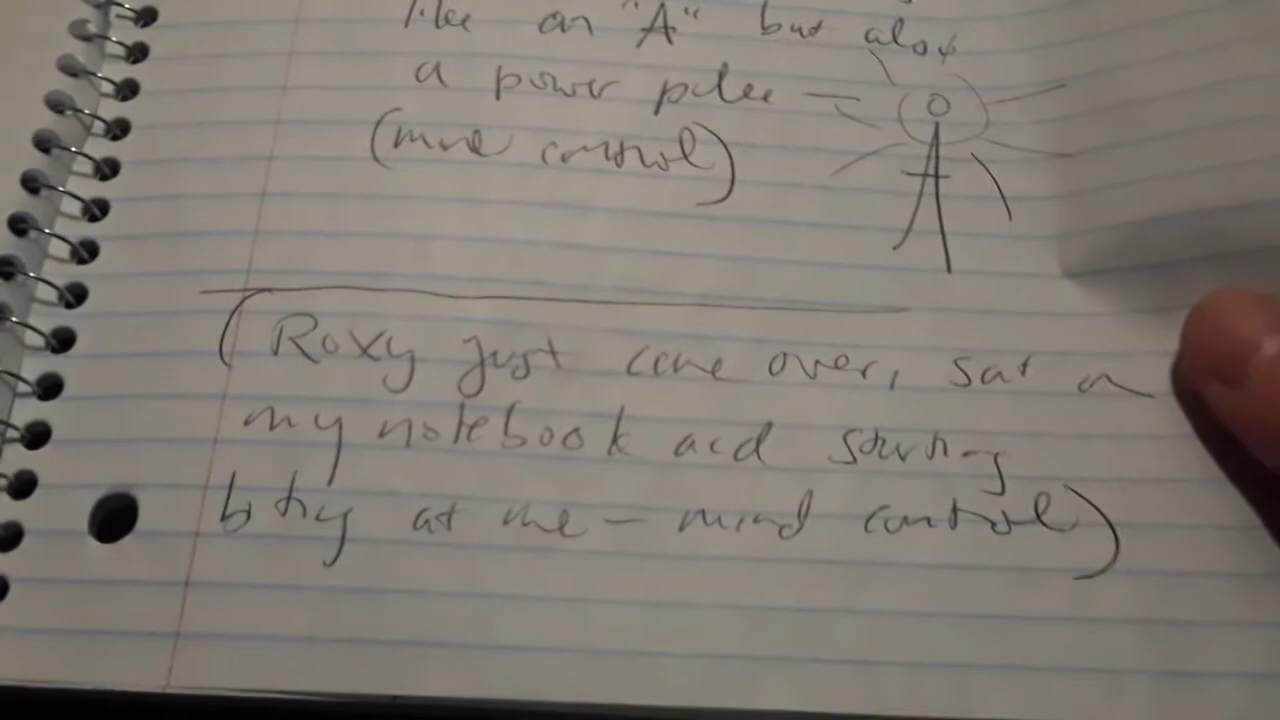 like an "A" but also
a power pole
(mind control)
(Roxy just came over, sat on
my notebook and starting
biting at me - mind control)